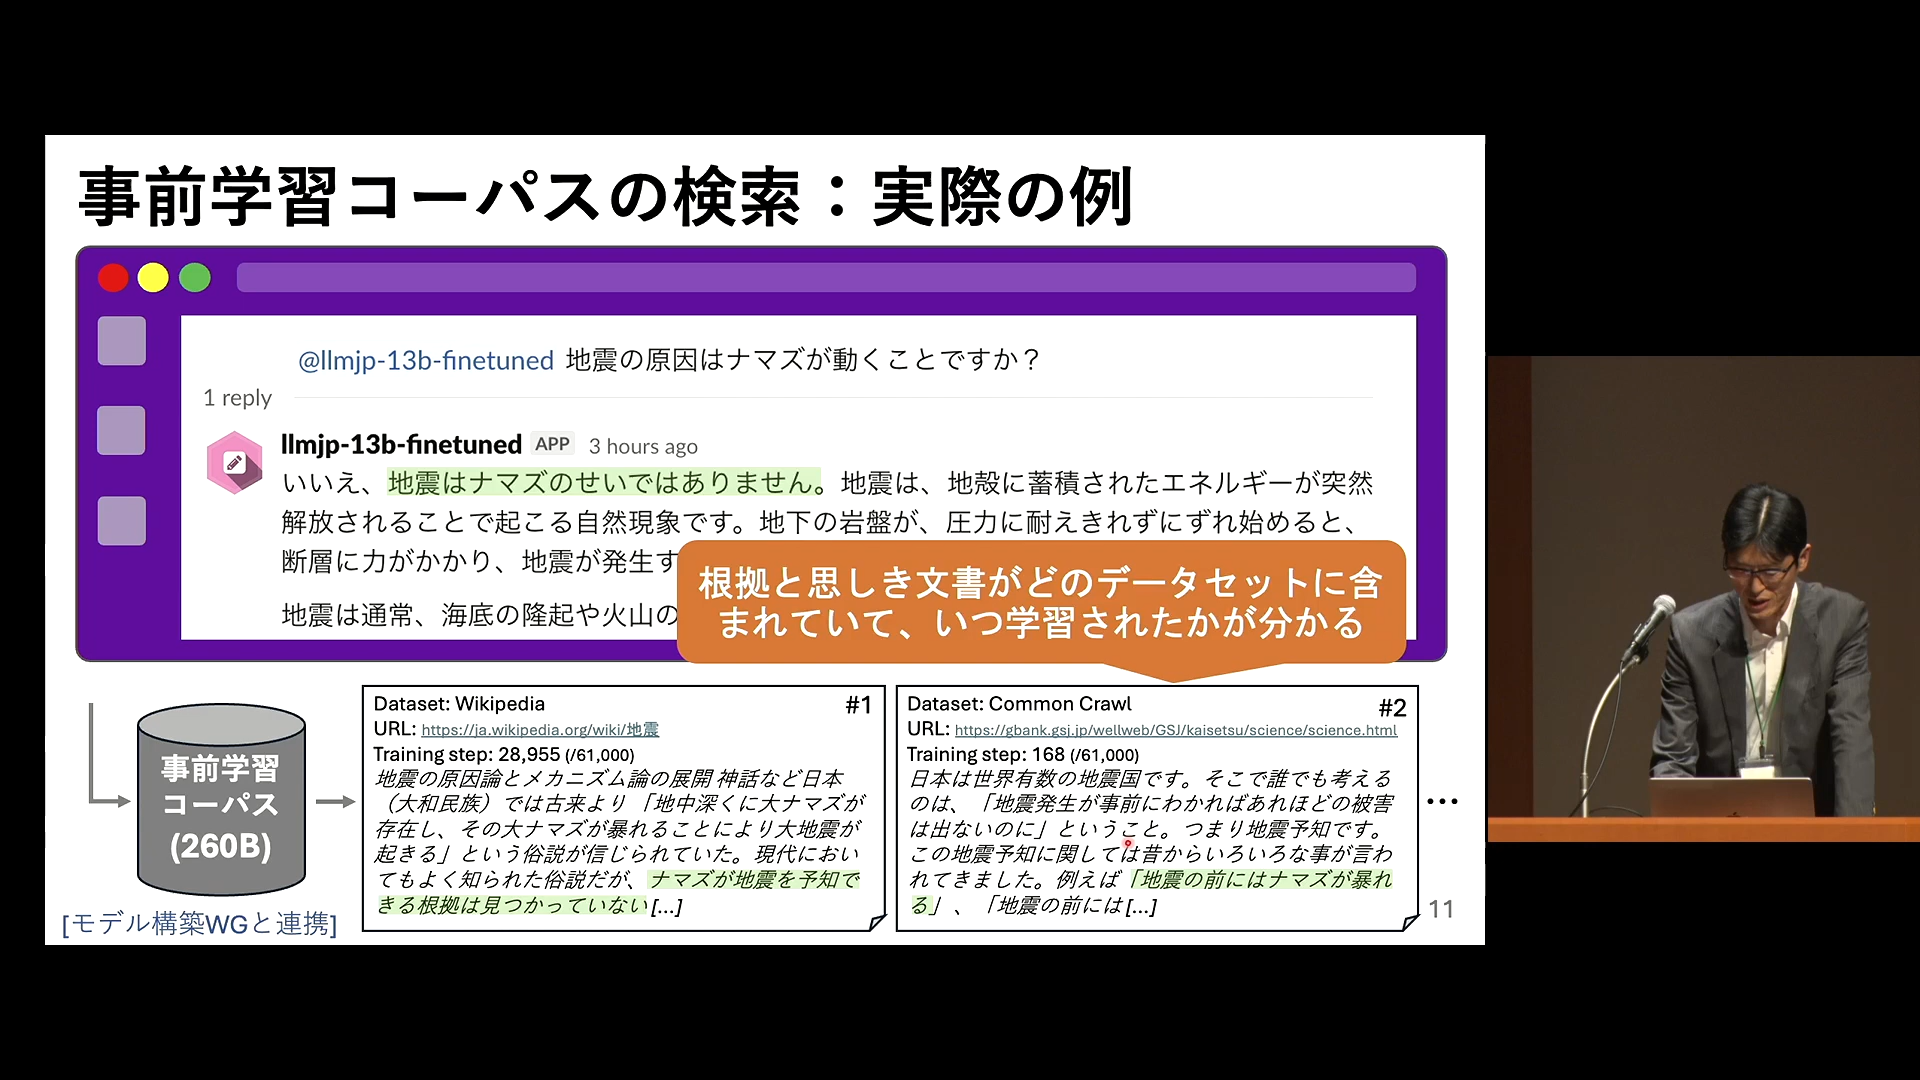 事前学習コーパスの検索：実際の例
@llmjp-13b-finetuned 地震の原因はナマズが動くことですか？
1 reply
llmjp-13b-finetuned APP 3 hours ago
いいえ、地震はナマズのせいではありません。地震は、地殻に蓄積されたエネルギーが突然
解放されることで起こる自然現象です。地下の岩盤が、圧力に耐えきれずにずれ始めると、
断層に力がかかり、地震が発生す
地震は通常、海底の隆起や火山の
根拠と思しき文書がどのデータセットに含
まれていて、いつ学習されたかが分かる
事前学習
コーパス
(260B)
[モデル構築WGと連携]
Dataset: Wikipedia #1
URL: https://ja.wikipedia.org/wiki/地震
Training step: 28,955 (/61,000)
地震の原因論とメカニズム論の展開 神話など日本
（大和民族）では古来より「地中深くに大ナマズが
存在し、その大ナマズが暴れることにより大地震が
起きる」という俗説が信じられていた。現代におい
てもよく知られた俗説だが、ナマズが地震を予知で
きる根拠は見つかっていない[…]
Dataset: Common Crawl #2
URL: https://gbank.gsj.jp/wellweb/GSJ/kaisetsu/science/science.html
Training step: 168 (/61,000)
日本は世界有数の地震国です。そこで誰でも考える
のは、「地震発生が事前にわかればあれほどの被害
は出ないのに」ということ。つまり地震予知です。
この地震予知に関しては昔からいろいろな事が言わ
れてきました。例えば「地震の前にはナマズが暴れ
る」、「地震の前には[…]
…
11